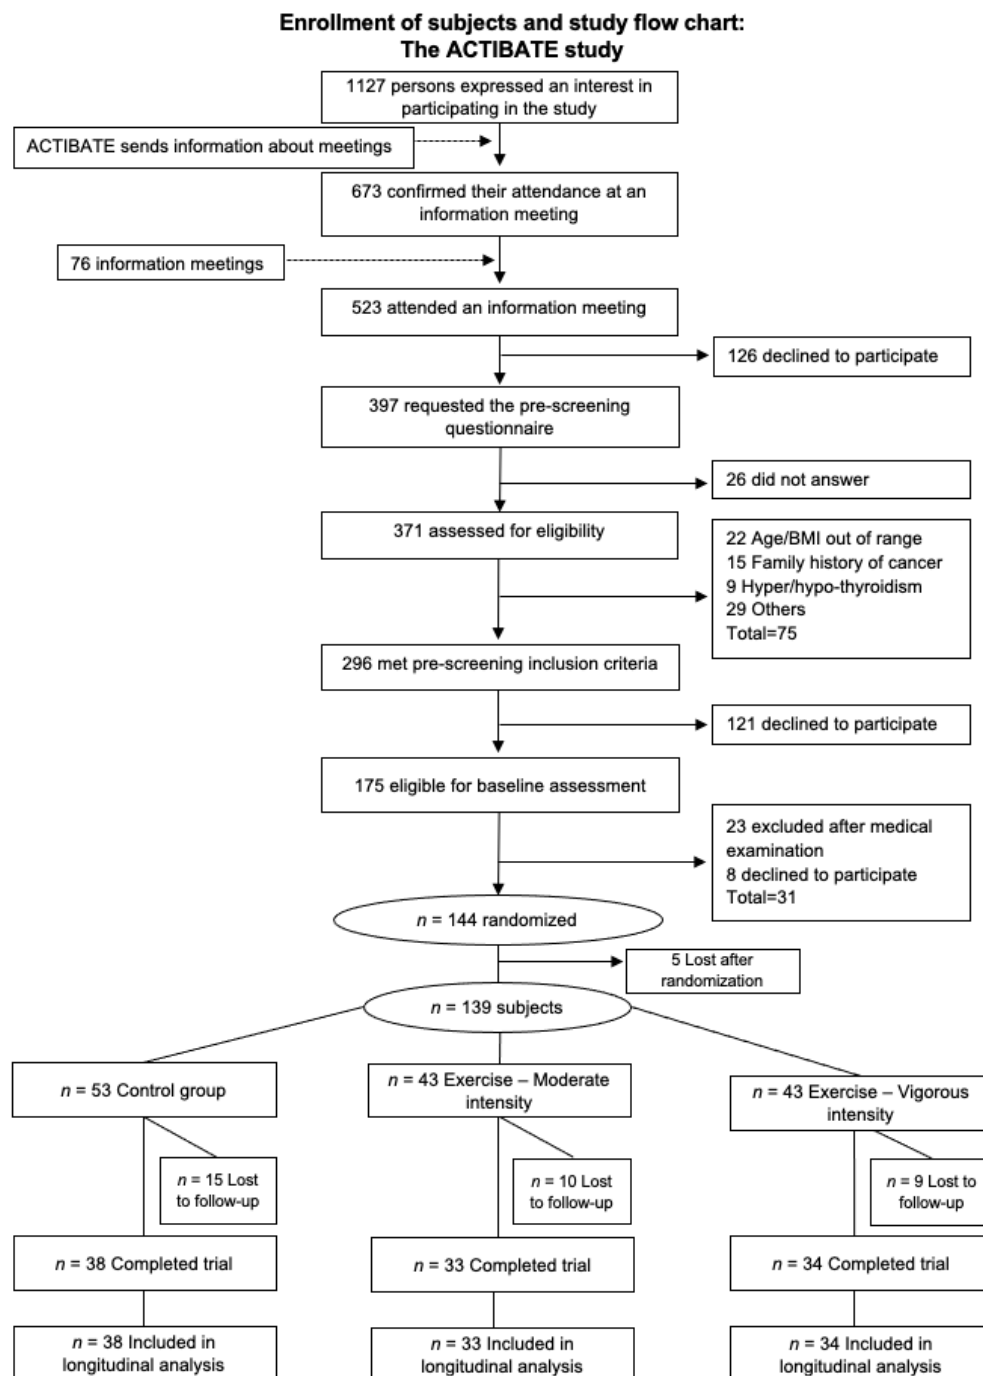 Enrollment of subjects and study flow chart:
The ACTIBATE study
1127 persons expressed an interest in
participating in the study
ACTIBATE sends information about meetings
673 confirmed their attendance at an
information meeting
76 information meetings
523 attended an information meeting
126 declined to participate
397 requested the pre-screening
questionnaire
26 did not answer
371 assessed for eligibility
22 Age/BMI out of range
15 Family history of cancer
9 Hyper/hypo-thyroidism
29 Others
Total=75
296 met pre-screening inclusion criteria
121 declined to participate
175 eligible for baseline assessment
23 excluded after medical
examination
8 declined to participate
Total=31
n = 144 randomized
5 Lost after
randomization
n = 139 subjects
n = 53 Control group
n = 43 Exercise – Moderate
intensity
n = 43 Exercise – Vigorous
intensity
n = 15 Lost
to follow-up
n = 10 Lost
to follow-up
n = 9 Lost to
follow-up
n = 38 Completed trial
n = 33 Completed trial
n = 34 Completed trial
n = 38 Included in
longitudinal analysis
n = 33 Included in
longitudinal analysis
n = 34 Included in
longitudinal analysis